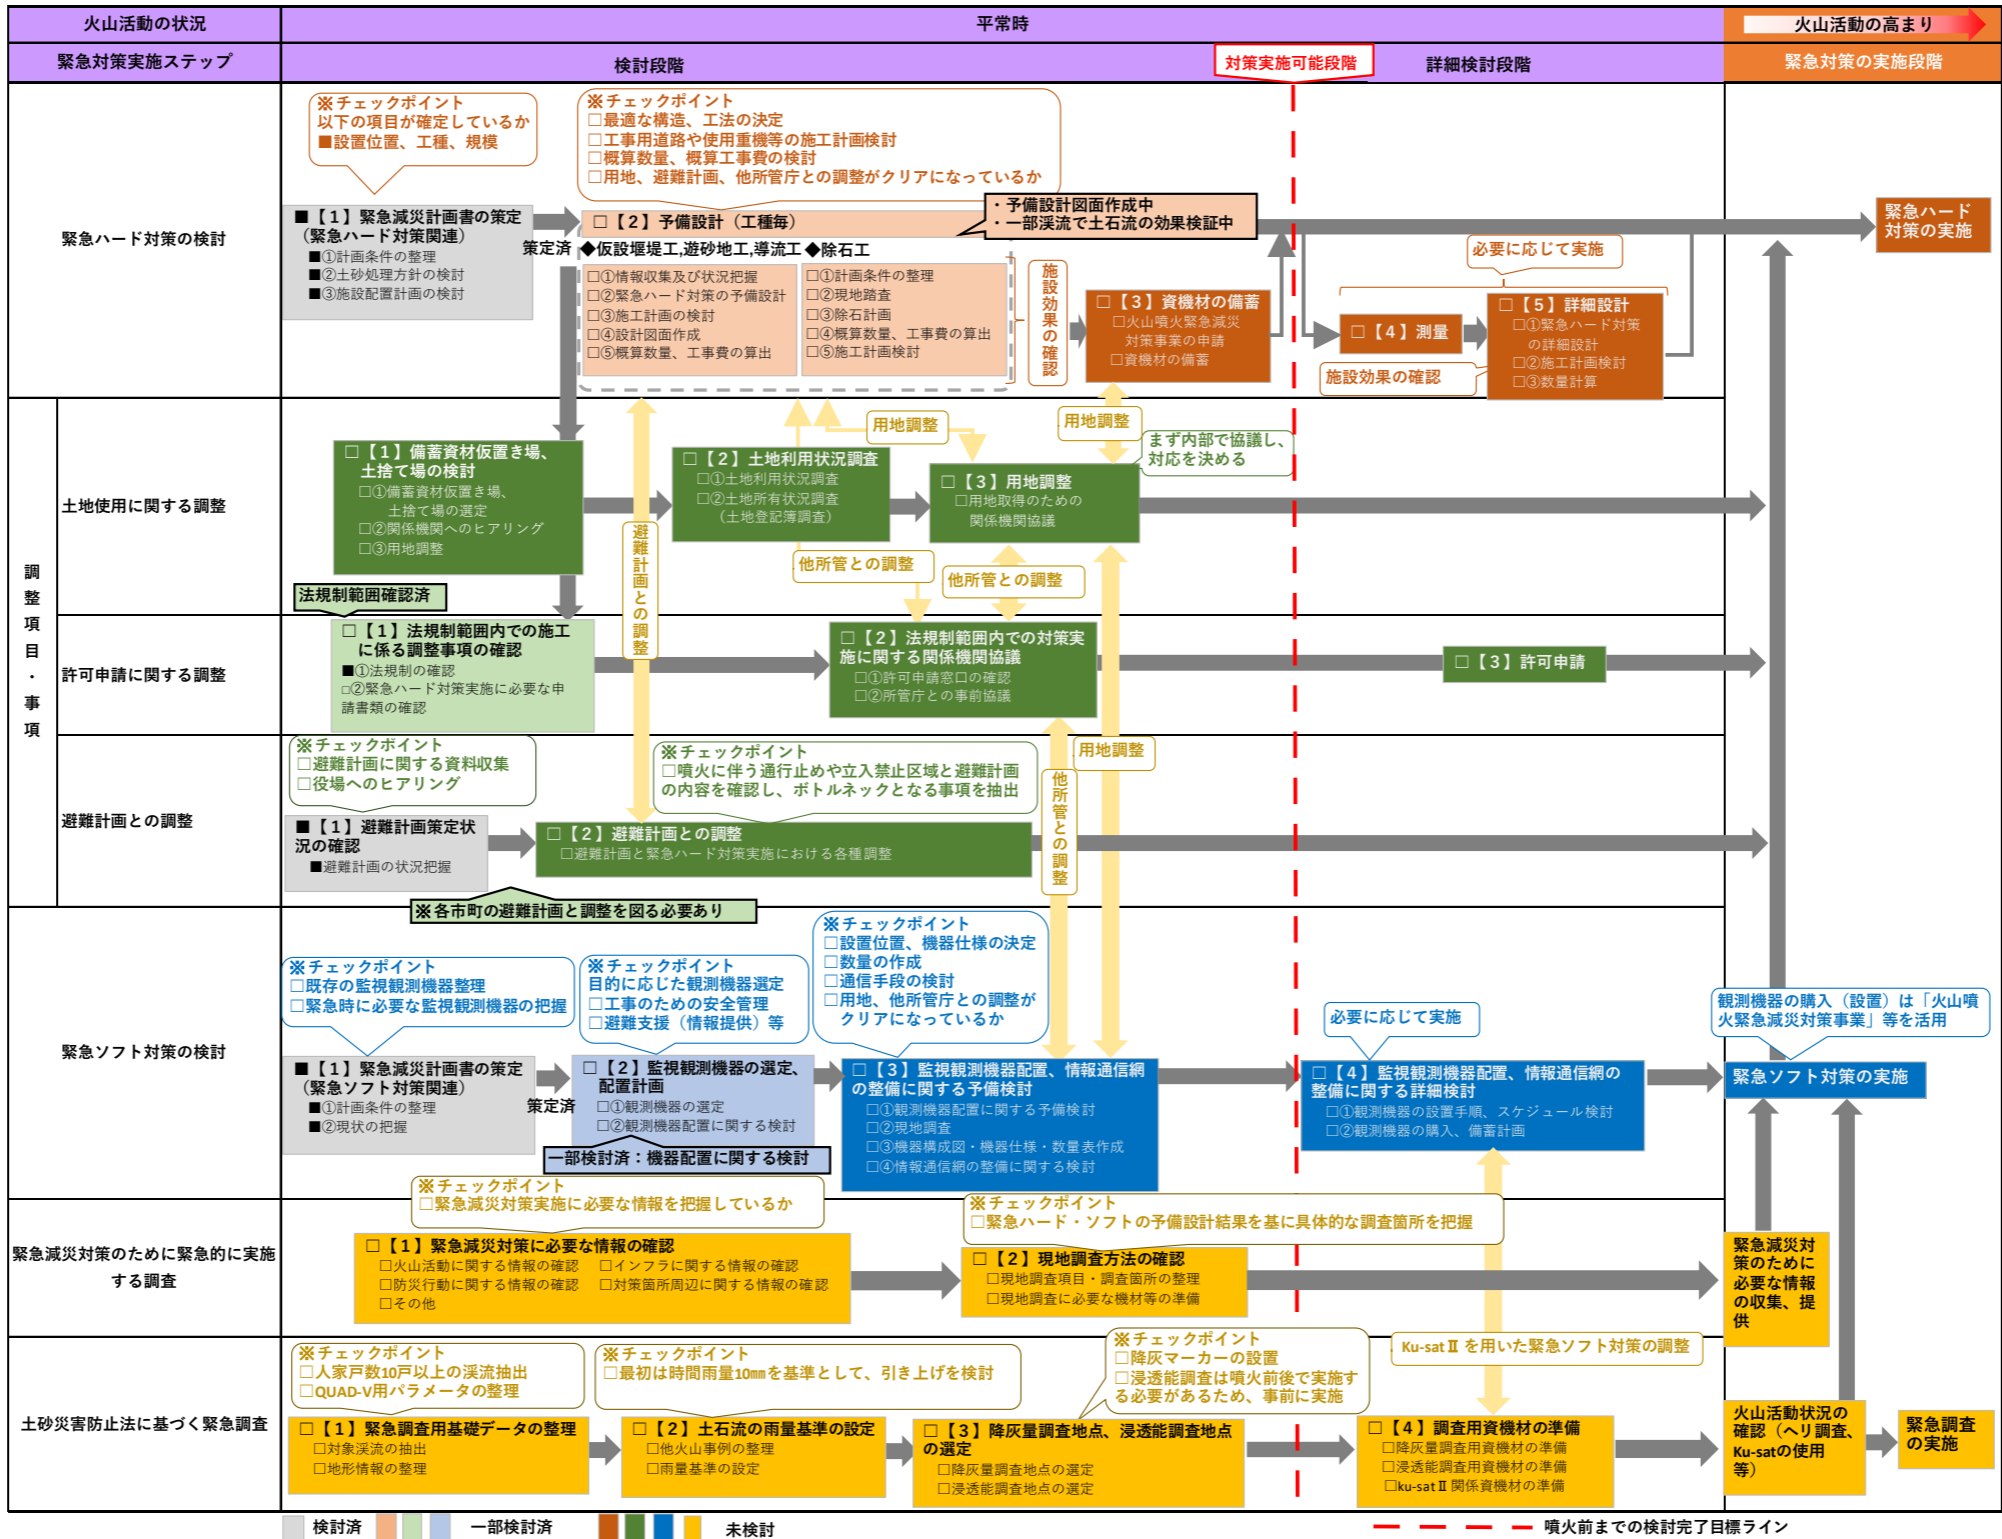 火山活動の状況
平常時
火山活動の高まり
緊急対策実施ステップ
検討段階
対策実施可能段階
詳細検討段階
緊急対策の実施段階
緊急ハード対策の検討
※チェックポイント
以下の項目が確定しているか
■設置位置、工種、規模
※チェックポイント
□最適な構造、工法の決定
□工事用道路や使用重機等の施工計画検討
□概算数量、概算工事費の検討
□用地、避難計画、他所管庁との調整がクリアになっているか
■【1】緊急減災計画書の策定
（緊急ハード対策関連）
■①計画条件の整理
■②土砂処理方針の検討
■③施設配置計画の検討
策定済
□【2】予備設計（工種毎）
・予備設計図面作成中
・一部渓流で土石流の効果検証中
◆仮設堰堤工,遊砂地工,導流工
□①情報収集及び状況把握
□②緊急ハード対策の予備設計
□③施工計画の検討
□④設計図面作成
□⑤概算数量、工事費の算出
◆除石工
□①計画条件の整理
□②現地踏査
□③除石計画
□④概算数量、工事費の算出
□⑤施工計画検討
施設効果の確認
□【3】資機材の備蓄
□火山噴火緊急減災
対策事業の申請
□資機材の備蓄
必要に応じて実施
□【4】測量
施設効果の確認
□【5】詳細設計
□①緊急ハード対策
の詳細設計
□②施工計画検討
□③数量計算
緊急ハード
対策の実施
調整項目・事項
土地使用に関する調整
□【1】備蓄資材仮置き場、
土捨て場の検討
□①備蓄資材仮置き場、
土捨て場の選定
□②関係機関へのヒアリング
□③用地調整
避難計画との調整
□【2】土地利用状況調査
□①土地利用状況調査
□②土地所有状況調査
（土地登記簿調査）
用地調整
□【3】用地調整
□用地取得のための
関係機関協議
用地調整
まず内部で協議し、
対応を決める
他所管との調整
他所管との調整
許可申請に関する調整
法規制範囲確認済
□【1】法規制範囲内での施工
に係る調整事項の確認
■①法規制の確認
□②緊急ハード対策実施に必要な申
請書類の確認
□【2】法規制範囲内での対策実
施に関する関係機関協議
□①許可申請窓口の確認
□②所管庁との事前協議
□【3】許可申請
避難計画との調整
※チェックポイント
□避難計画に関する資料収集
□役場へのヒアリング
■【1】避難計画策定状
況の確認
■避難計画の状況把握
※チェックポイント
□噴火に伴う通行止めや立入禁止区域と避難計画
の内容を確認し、ボトルネックとなる事項を抽出
□【2】避難計画との調整
□避難計画と緊急ハード対策実施における各種調整
※各市町の避難計画と調整を図る必要あり
他所管との調整
用地調整
緊急ソフト対策の検討
※チェックポイント
□既存の監視観測機器整理
□緊急時に必要な監視観測機器の把握
■【1】緊急減災計画書の策定
（緊急ソフト対策関連）
■①計画条件の整理
■②現状の把握
策定済
※チェックポイント
目的に応じた観測機器選定
□工事のための安全管理
□避難支援（情報提供）等
□【2】監視観測機器の選定、
配置計画
□①観測機器の選定
□②観測機器配置に関する検討
一部検討済：機器配置に関する検討
※チェックポイント
□設置位置、機器仕様の決定
□数量の作成
□通信手段の検討
□用地、他所管庁との調整が
クリアになっているか
□【3】監視観測機器配置、情報通信網
の整備に関する予備検討
□①観測機器配置に関する予備検討
□②現地調査
□③機器構成図・機器仕様・数量表作成
□④情報通信網の整備に関する検討
必要に応じて実施
□【4】監視観測機器配置、情報通信網の
整備に関する詳細検討
□①観測機器の設置手順、スケジュール検討
□②観測機器の購入、備蓄計画
観測機器の購入（設置）は「火山噴
火緊急減災対策事業」等を活用
緊急ソフト対策の実施
緊急減災対策のために緊急的に実施
する調査
※チェックポイント
□緊急減災対策実施に必要な情報を把握しているか
□【1】緊急減災対策に必要な情報の確認
□火山活動に関する情報の確認　□インフラに関する情報の確認
□防災行動に関する情報の確認　□対策箇所周辺に関する情報の確認
□その他
※チェックポイント
□緊急ハード・ソフトの予備設計結果を基に具体的な調査箇所を把握
□【2】現地調査方法の確認
□現地調査項目・調査箇所の整理
□現地調査に必要な機材等の準備
緊急減災対
策のために
必要な情報
の収集、提
供
土砂災害防止法に基づく緊急調査
※チェックポイント
□人家戸数10戸以上の渓流抽出
□QUAD-V用パラメータの整理
□【1】緊急調査用基礎データの整理
□対象渓流の抽出
□地形情報の整理
※チェックポイント
□最初は時間雨量10㎜を基準として、引き上げを検討
□【2】土石流の雨量基準の設定
□他火山事例の整理
□雨量基準の設定
※チェックポイント
□降灰マーカーの設置
□浸透能調査は噴火前後で実施す
る必要があるため、事前に実施
□【3】降灰量調査地点、浸透能調査地点
の選定
□降灰量調査地点の選定
□浸透能調査地点の選定
Ku-satⅡ を用いた緊急ソフト対策の調整
□【4】調査用資機材の準備
□降灰量調査用資機材の準備
□浸透能調査用資機材の準備
□ku-satⅡ関係資機材の準備
火山活動状況の
確認（ヘリ調査、
Ku-satの使用
等）
緊急調査
の実施
検討済
一部検討済
未検討
噴火前までの検討完了目標ライン